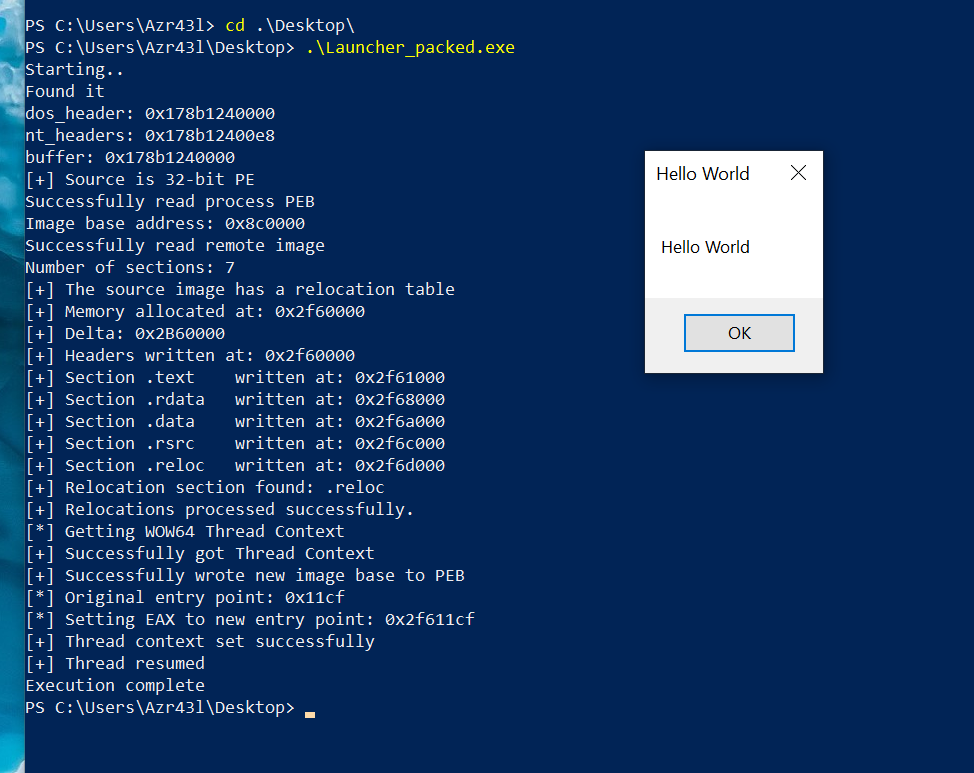 PS C:\Users\Azr43l> cd .\Desktop\
PS C:\Users\Azr43l\Desktop> .\Launcher_packed.exe
Starting..
Found it
dos_header: 0x178b1240000
nt_headers: 0x178b12400e8
buffer: 0x178b1240000
[+] Source is 32-bit PE
Successfully read process PEB
Image base address: 0x8c0000
Successfully read remote image
Number of sections: 7
[+] The source image has a relocation table
[+] Memory allocated at: 0x2f60000
[+] Delta: 0x2B60000
[+] Headers written at: 0x2f60000
[+] Section .text    written at: 0x2f61000
[+] Section .rdata   written at: 0x2f68000
[+] Section .data    written at: 0x2f6a000
[+] Section .rsrc    written at: 0x2f6c000
[+] Section .reloc   written at: 0x2f6d000
[+] Relocation section found: .reloc
[+] Relocations processed successfully.
[*] Getting WOW64 Thread Context
[+] Successfully got Thread Context
[+] Successfully wrote new image base to PEB
[*] Original entry point: 0x11cf
[*] Setting EAX to new entry point: 0x2f611cf
[+] Thread context set successfully
[+] Thread resumed
Execution complete
PS C:\Users\Azr43l\Desktop>
Hello World
Hello World
OK